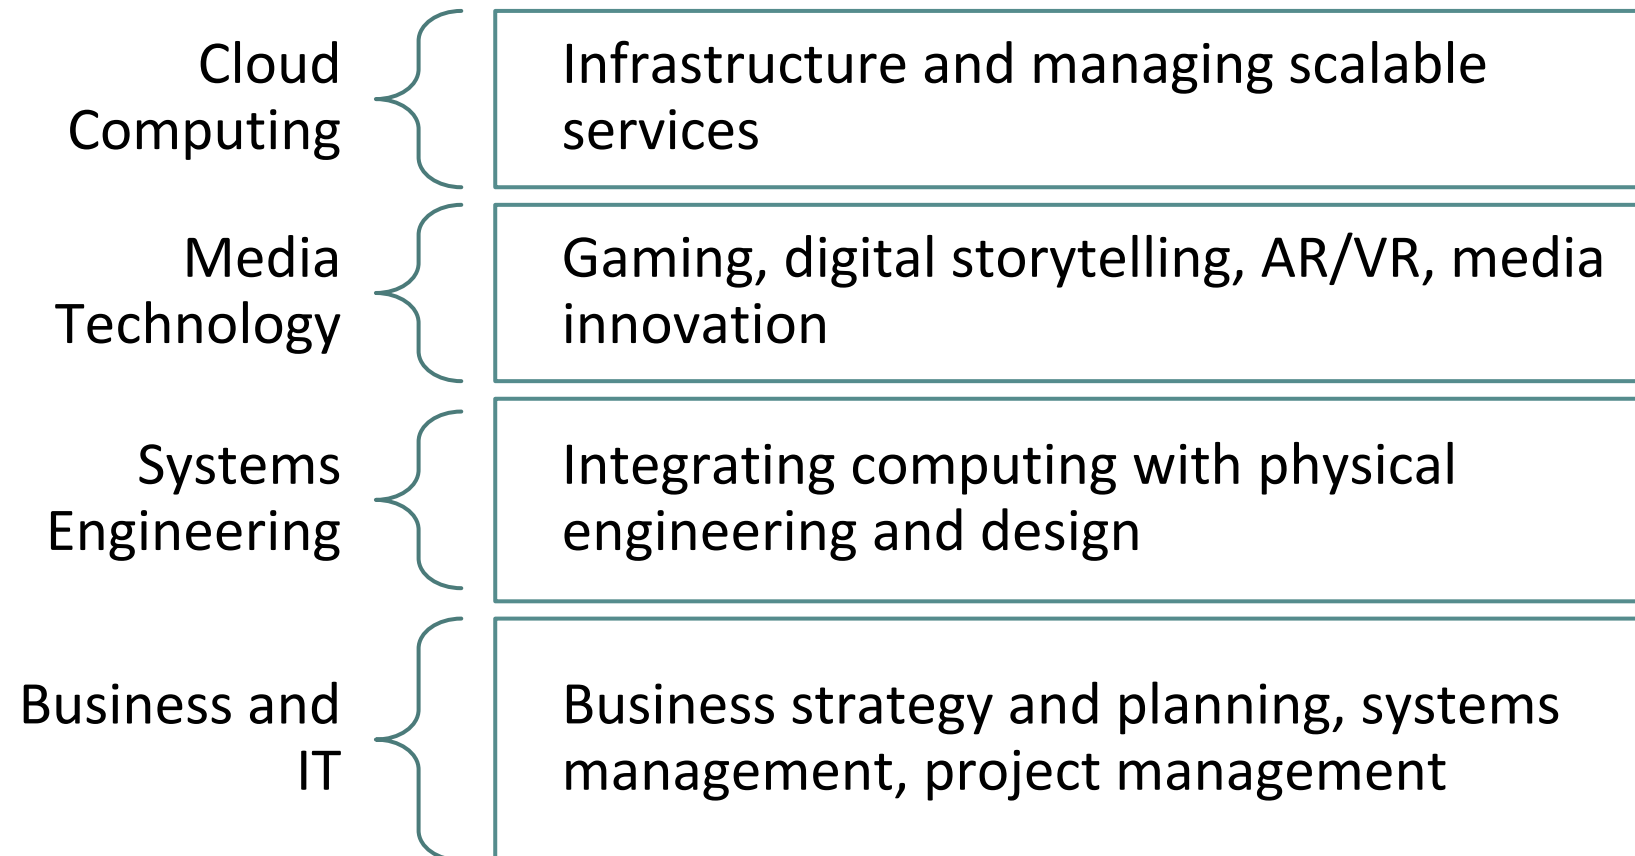 Cloud
Computing
Infrastructure and managing scalable
services
Media
Technology
Gaming, digital storytelling, AR/VR, media
innovation
Systems
Engineering
Integrating computing with physical
engineering and design
Business and
IT
Business strategy and planning, systems
management, project management